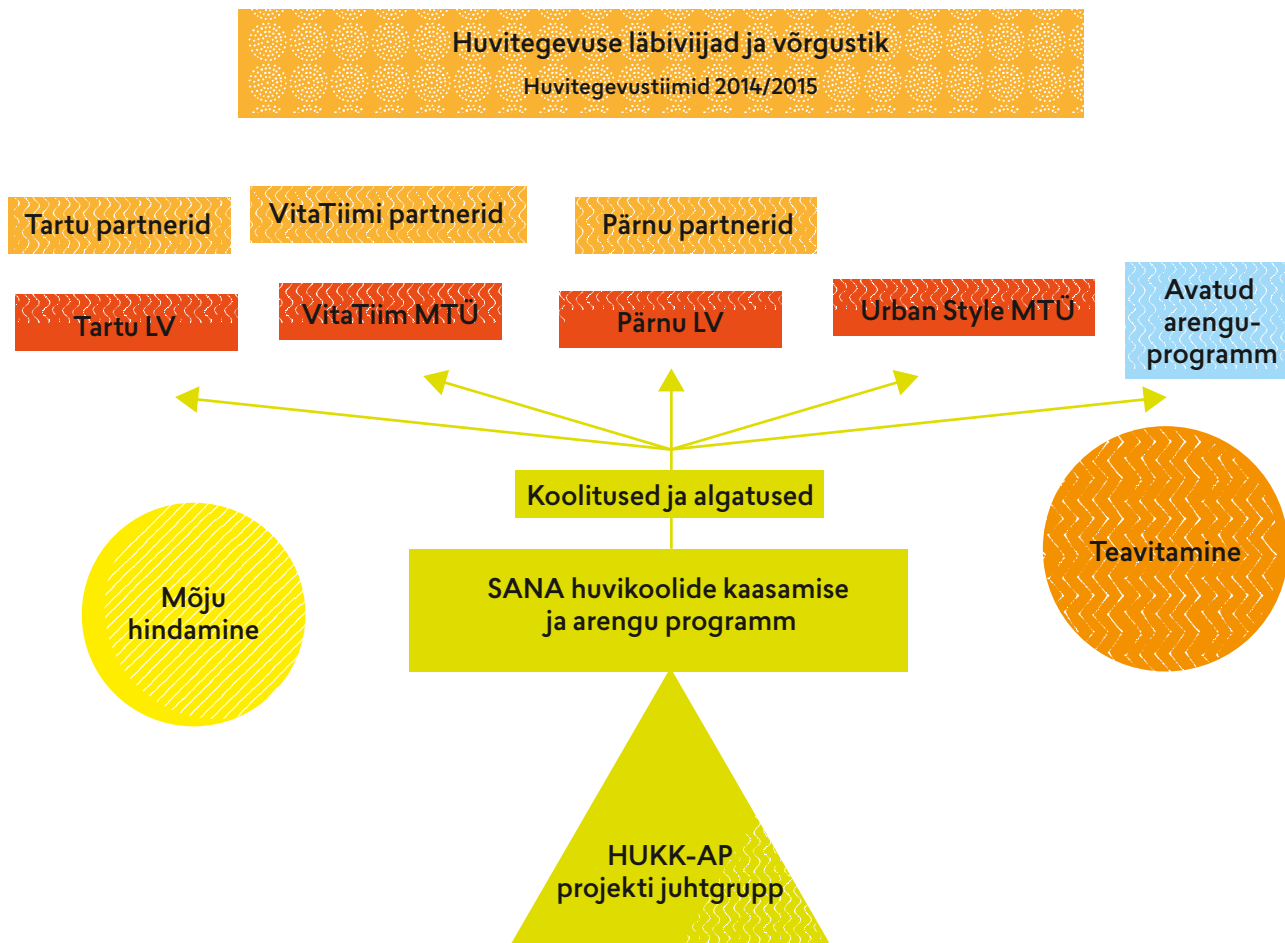 Huvitegevuse läbiviijad ja võrgustik
Huvitegevustiimid 2014/2015
Tartu partnerid
VitaTiimi partnerid
Pärnu partnerid
Tartu LV
VitaTiim MTÜ
Pärnu LV
Urban Style MTÜ
Avatud
arengu-
programm
Koolitused ja algatused
Mõju
hindamine
SANA huvikoolide kaasamise
ja arengu programm
Teavitamine
HUKK-AP
projekti juhtgrupp